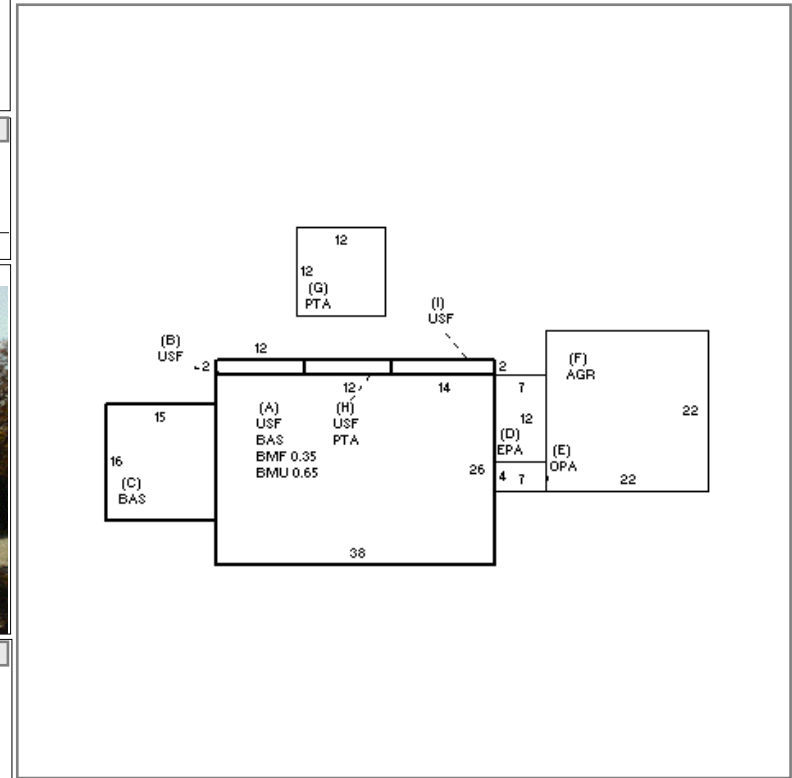 12
12
(G)
PTA
(I)
USF
(B)
USF
12
2
2
(F)
AGR
12
14
7
15
(A)
USF
BAS
BMF 0.35
BMU 0.65
(H)
USF
PTA
12
22
(D)
EPA
(E)
OPA
16
(C)
BAS
26
4
7
22
38